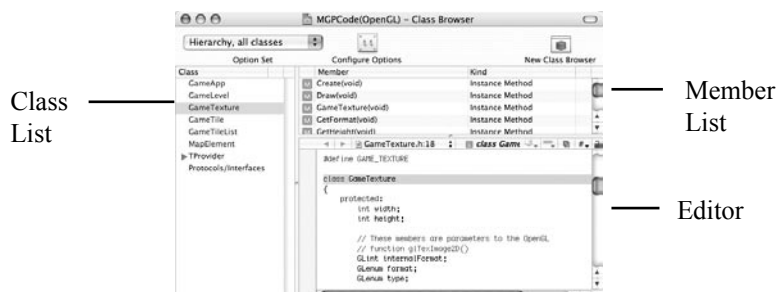 MGPCode(OpenGL) – Class Browser
Hierarchy, all classes
Option Set
Configure Options
New Class Browser
Class
GameApp
GameLevel
GameTexture
GameTile
GameTileList
MapElement
TProvider
Protocols/Interfaces
Member Kind
Create(void) Instance Method
Draw(void) Instance Method
GameTexture(void) Instance Method
GetFormat(void) Instance Method
GetHeight(void) Instance Method
GameTexture.h:18 class Game
#define GAME_TEXTURE
class GameTexture
{
protected:
int width;
int height;
// These members are parameters to the OpenGL
// function glTexImage2D()
GLint internalFormat;
GLenum format;
GLenum type;
Class
List
Member
List
Editor